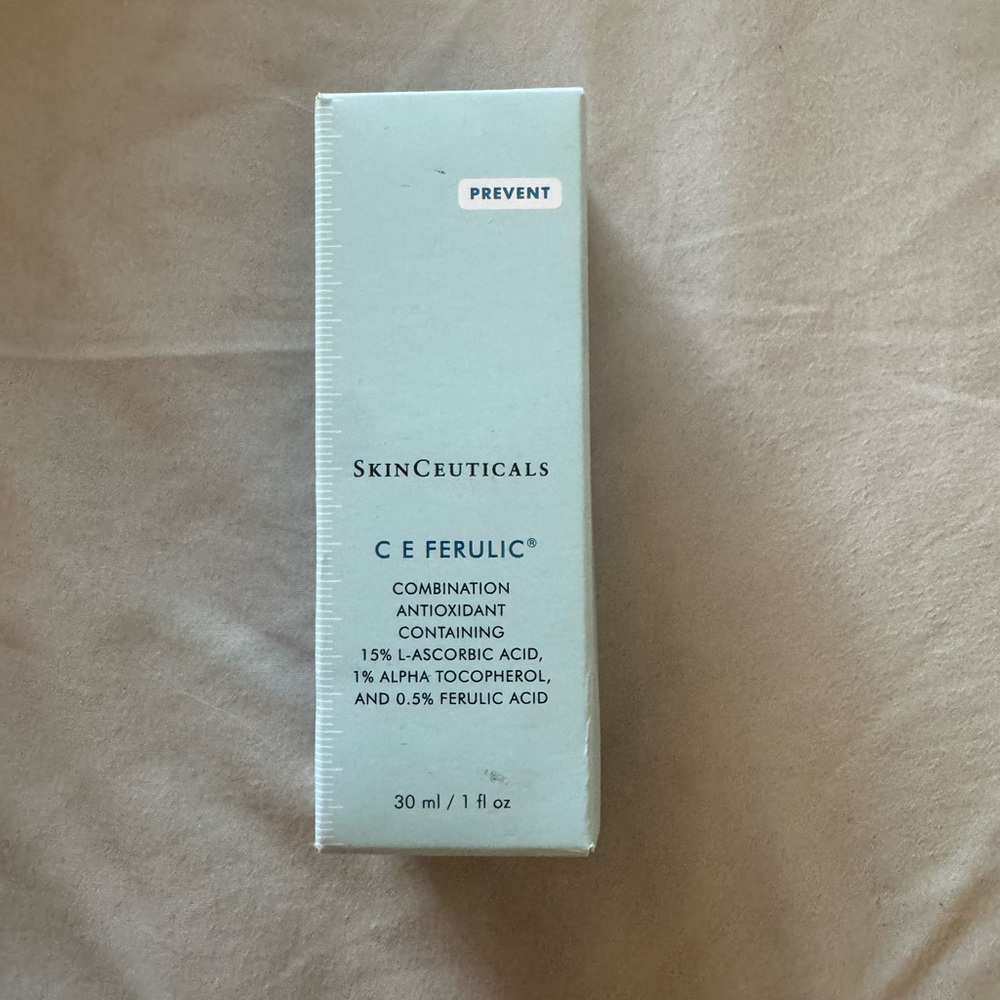 PREVENT
SKINCEUTICALS
C E FERULIC®
COMBINATION
ANTIOXIDANT
CONTAINING
15% L-ASCORBIC ACID,
1% ALPHA TOCOPHEROL,
AND 0.5% FERULIC ACID
30 ml / 1 fl oz